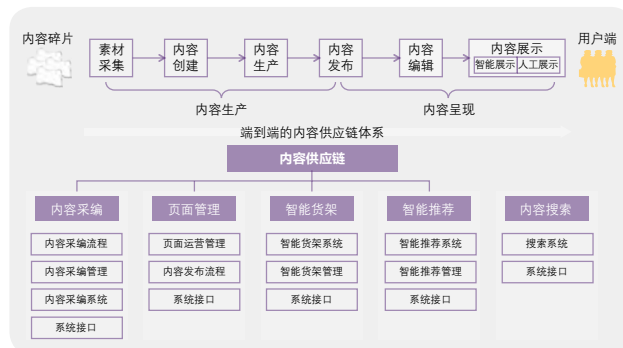 内容碎片
素材
采集
内容
创建
内容
生产
内容
发布
内容
编辑
内容展示
智能展示 人工展示
用户端
内容生产
内容呈现
端到端的内容供应链体系
内容供应链
内容采编
内容采编流程
内容采编管理
内容采编系统
系统接口
页面管理
页面运营管理
内容发布流程
系统接口
智能货架
智能货架系统
智能货架管理
系统接口
智能推荐
智能推荐系统
智能推荐管理
系统接口
内容搜索
搜索系统
系统接口